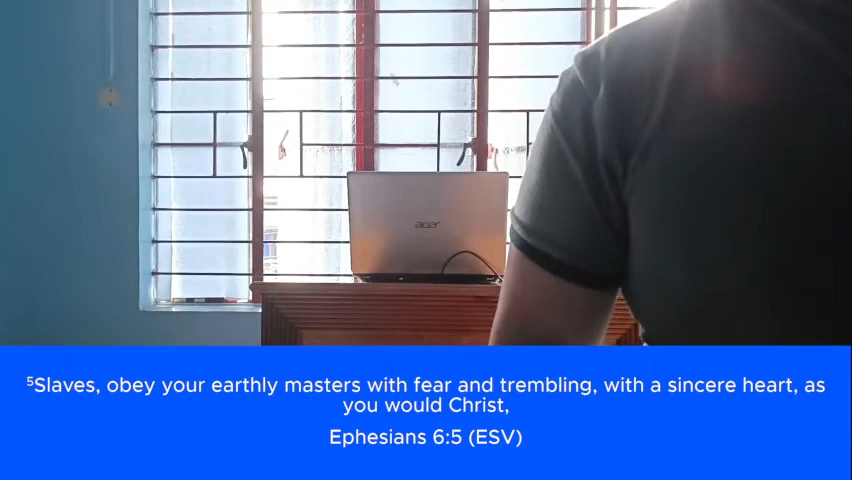 acer
⁵Slaves, obey your earthly masters with fear and trembling, with a sincere heart, as
you would Christ,
Ephesians 6:5 (ESV)